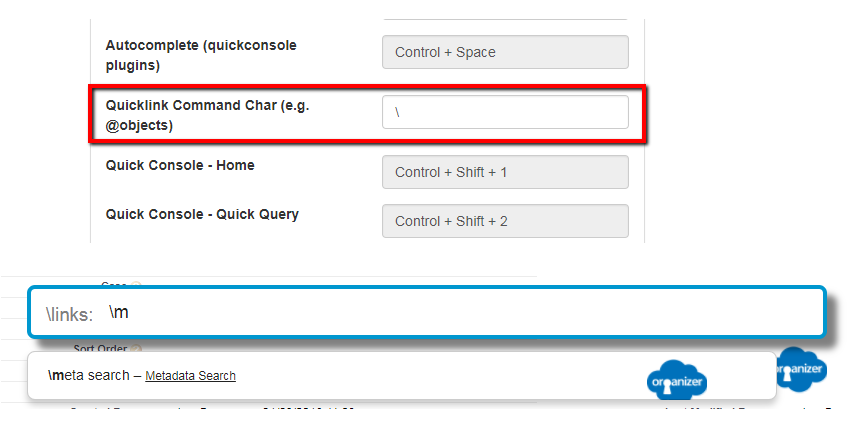 Autocomplete (quickconsole
plugins)
Control + Space
Quicklink Command Char (e.g.
@objects)
\
Quick Console - Home
Control + Shift + 1
Quick Console - Quick Query
Control + Shift + 2
\links: \m
Sort Order
\meta search – Metadata Search
organizer
organizer